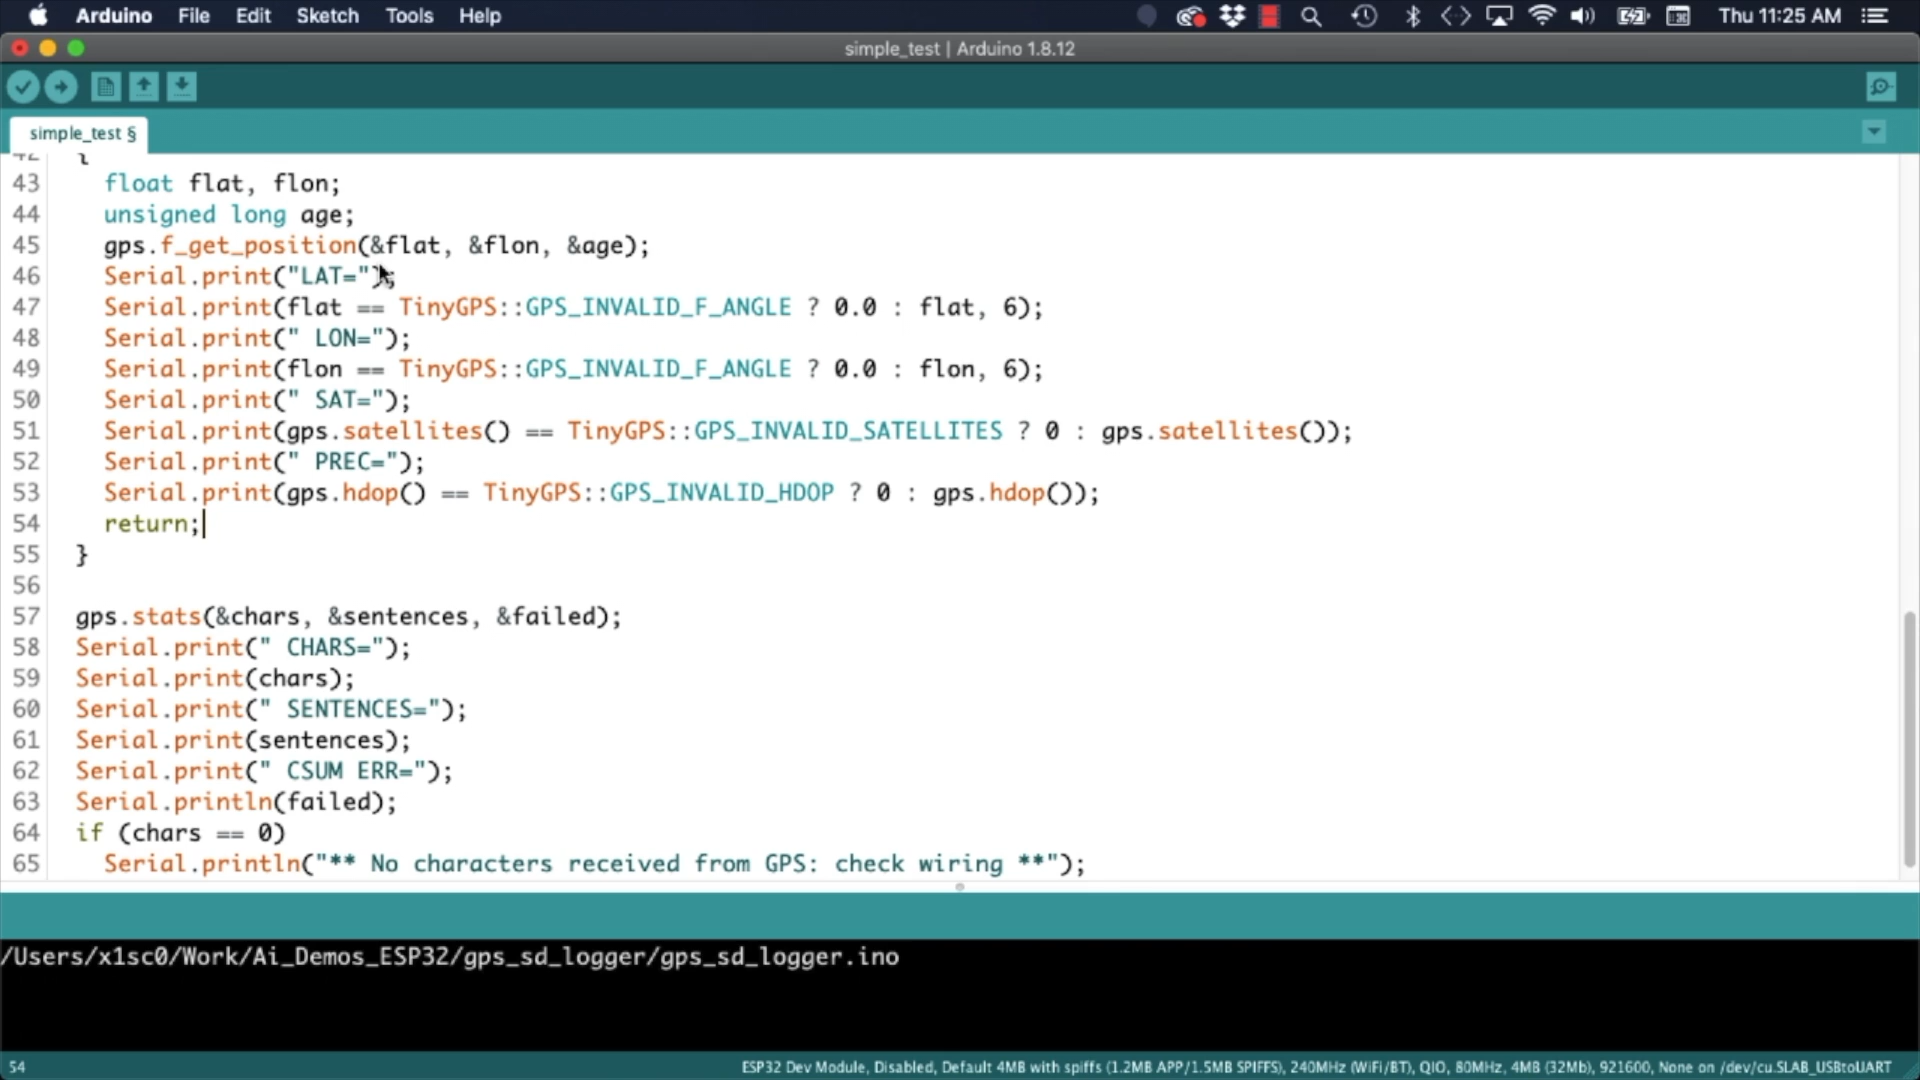 Arduino File Edit Sketch Tools Help Thu 11:25 AM
simple_test | Arduino 1.8.12
simple_test §
42 {
43 float flat, flon;
44 unsigned long age;
45 gps.f_get_position(&flat, &flon, &age);
46 Serial.print("LAT=");
47 Serial.print(flat == TinyGPS::GPS_INVALID_F_ANGLE ? 0.0 : flat, 6);
48 Serial.print(" LON=");
49 Serial.print(flon == TinyGPS::GPS_INVALID_F_ANGLE ? 0.0 : flon, 6);
50 Serial.print(" SAT=");
51 Serial.print(gps.satellites() == TinyGPS::GPS_INVALID_SATELLITES ? 0 : gps.satellites());
52 Serial.print(" PREC=");
53 Serial.print(gps.hdop() == TinyGPS::GPS_INVALID_HDOP ? 0 : gps.hdop());
54 return;
55 }
56
57 gps.stats(&chars, &sentences, &failed);
58 Serial.print(" CHARS=");
59 Serial.print(chars);
60 Serial.print(" SENTENCES=");
61 Serial.print(sentences);
62 Serial.print(" CSUM ERR=");
63 Serial.println(failed);
64 if (chars == 0)
65 Serial.println("** No characters received from GPS: check wiring **");
/Users/x1sc0/Work/Ai_Demos_ESP32/gps_sd_logger/gps_sd_logger.ino
54 ESP32 Dev Module, Disabled, Default 4MB with spiffs (1.2MB APP/1.5MB SPIFFS), 240MHz (WiFi/BT), QIO, 80MHz, 4MB (32Mb), 921600, None on /dev/cu.SLAB_USBtoUART